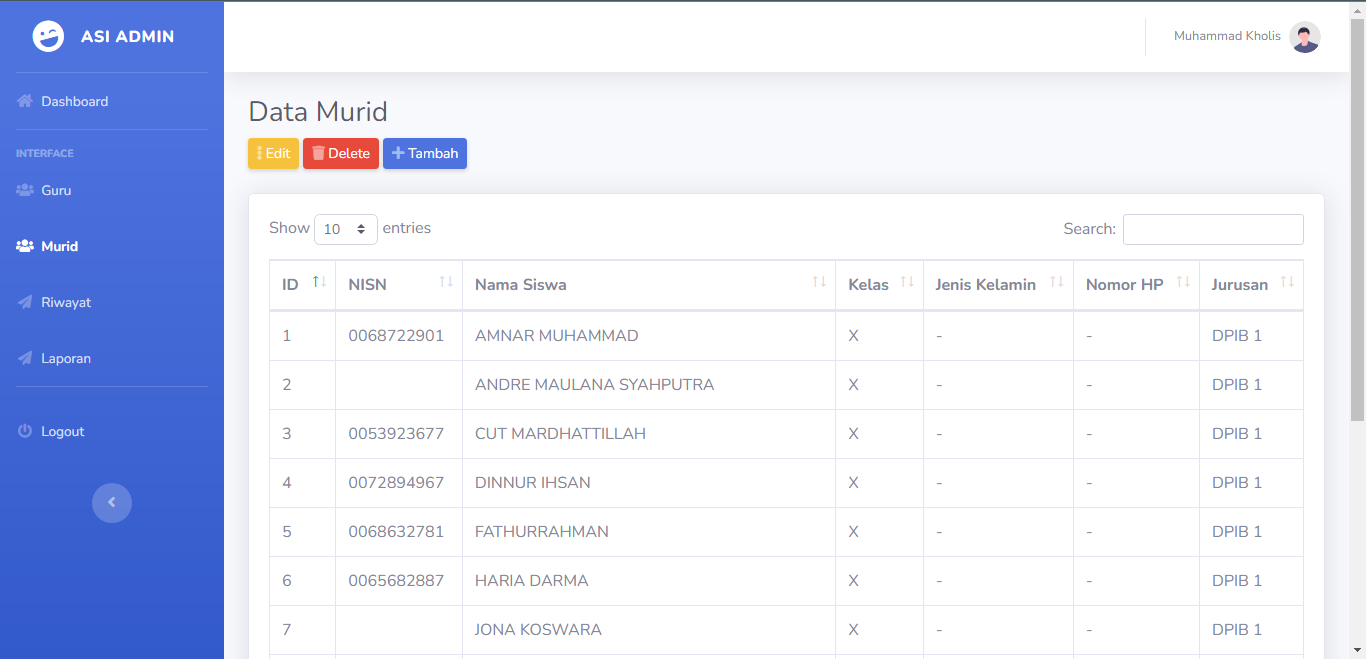 ASI ADMIN
Muhammad Kholis
Dashboard
INTERFACE
Guru
Murid
Riwayat
Laporan
Logout
Data Murid
Edit Delete Tambah
Show 10 entries Search:
ID NISN Nama Siswa Kelas Jenis Kelamin Nomor HP Jurusan
1 0068722901 AMNAR MUHAMMAD X - - DPIB 1
2 ANDRE MAULANA SYAHPUTRA X - - DPIB 1
3 0053923677 CUT MARDHATTILLAH X - - DPIB 1
4 0072894967 DINNUR IHSAN X - - DPIB 1
5 0068632781 FATHURRAHMAN X - - DPIB 1
6 0065682887 HARIA DARMA X - - DPIB 1
7 JONA KOSWARA X - - DPIB 1